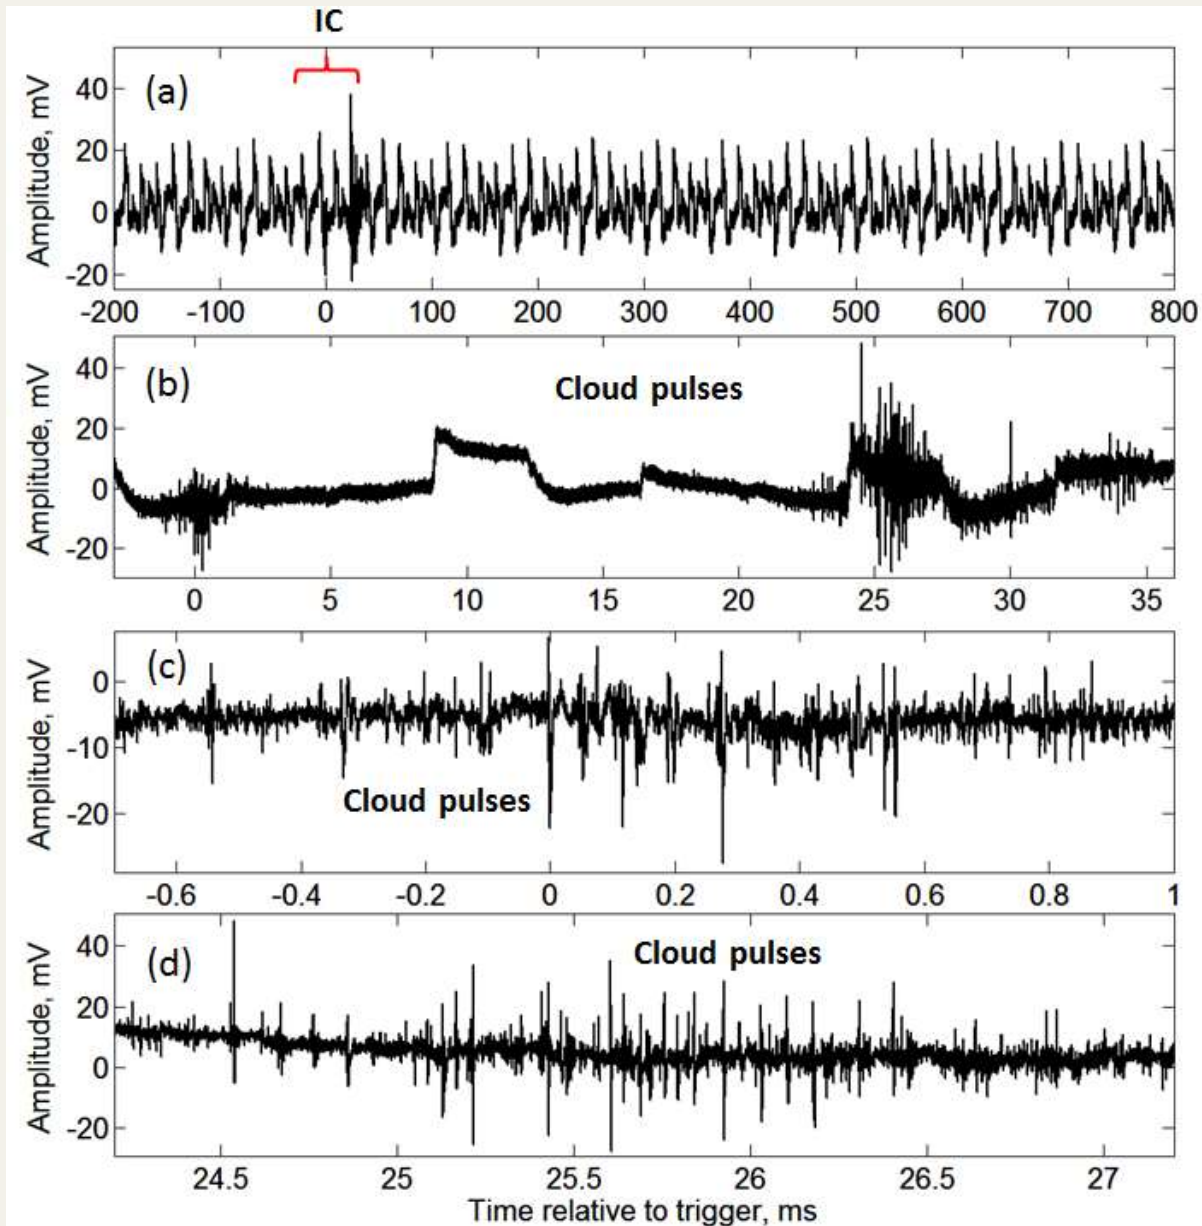 IC
(a)
Amplitude, mV
40
20
0
-20
-200 -100 0 100 200 300 400 500 600 700 800
(b)
Cloud pulses
Amplitude, mV
40
20
0
-20
0 5 10 15 20 25 30 35
(c)
Cloud pulses
Amplitude, mV
0
-10
-20
-0.6 -0.4 -0.2 0 0.2 0.4 0.6 0.8 1
(d)
Cloud pulses
Amplitude, mV
40
20
0
-20
24.5 25 25.5 26 26.5 27
Time relative to trigger, ms